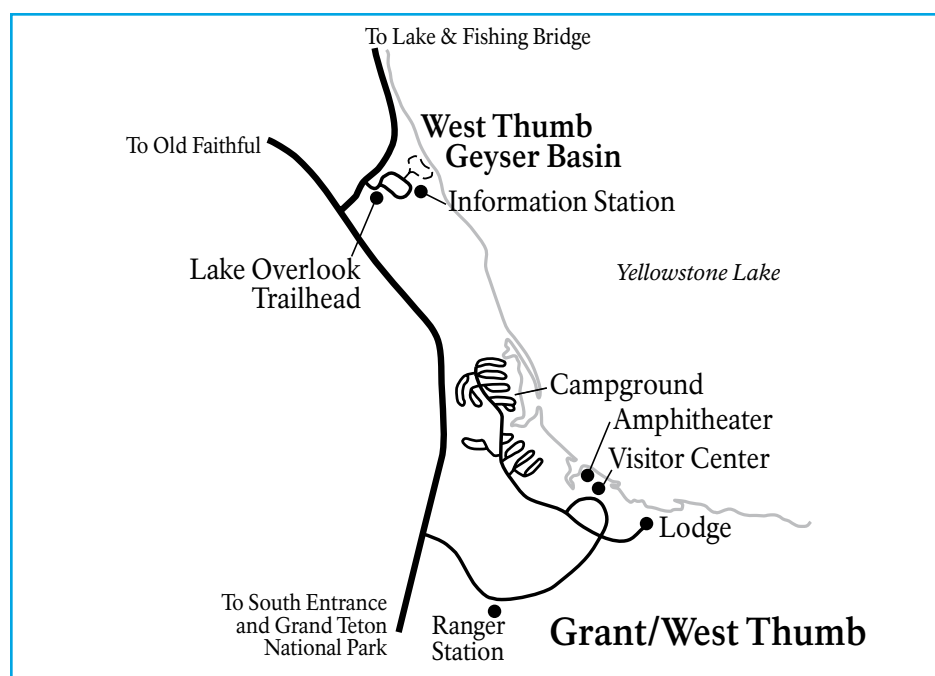 To Lake & Fishing Bridge
To Old Faithful
West Thumb
Geyser Basin
Information Station
Lake Overlook
Trailhead
Yellowstone Lake
Campground
Amphitheater
Visitor Center
Lodge
To South Entrance
and Grand Teton
National Park
Ranger
Station
Grant/West Thumb